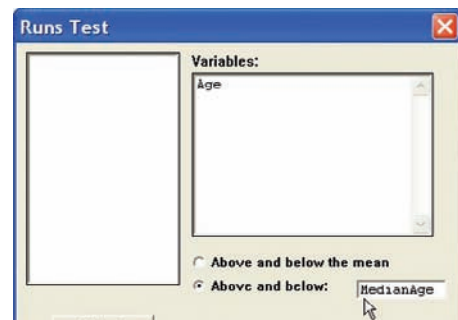 Runs Test
Variables:
Age
Above and below the mean
Above and below: MedianAge